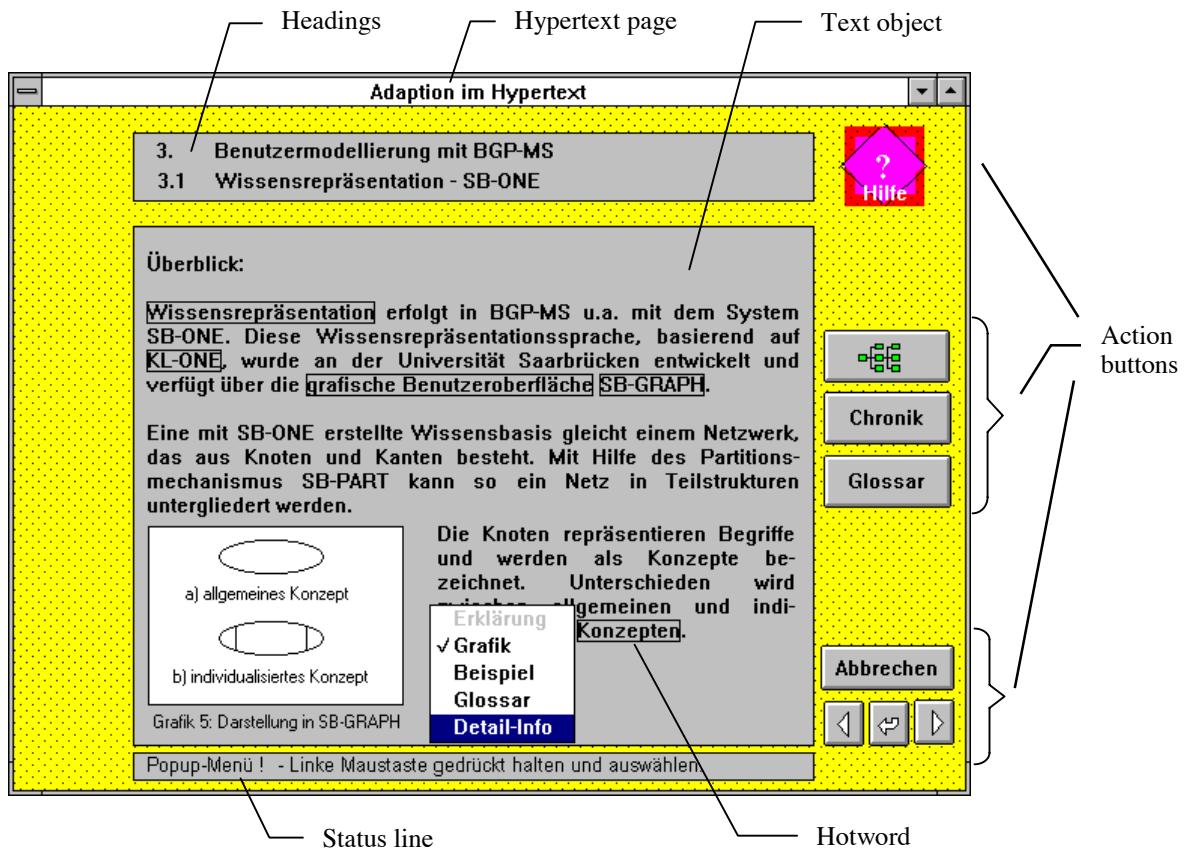 Headings
Hypertext page
Text object
Adaption im Hypertext
3. Benutzermodellierung mit BGP-MS
3.1 Wissensrepräsentation - SB-ONE
?
Hilfe
Überblick:
Wissensrepräsentation erfolgt in BGP-MS u.a. mit dem System
SB-ONE. Diese Wissensrepräsentationssprache, basierend auf
KL-ONE, wurde an der Universität Saarbrücken entwickelt und
verfügt über die grafische Benutzeroberfläche SB-GRAPH.
Eine mit SB-ONE erstellte Wissensbasis gleicht einem Netzwerk,
das aus Knoten und Kanten besteht. Mit Hilfe des Partitions-
mechanismus SB-PART kann so ein Netz in Teilstrukturen
untergliedert werden.
Die Knoten repräsentieren Begriffe
und werden als Konzepte be-
zeichnet. Unterschieden wird
zwischen allgemeinen und indi-
Konzepten.
a) allgemeines Konzept
b) individualisiertes Konzept
Grafik 5: Darstellung in SB-GRAPH
Erklärung
√ Grafik
Beispiel
Glossar
Detail-Info
Chronik
Glossar
Abbrechen
Action
buttons
Popup-Menü ! - Linke Maustaste gedrückt halten und auswählen.
Status line
Hotword